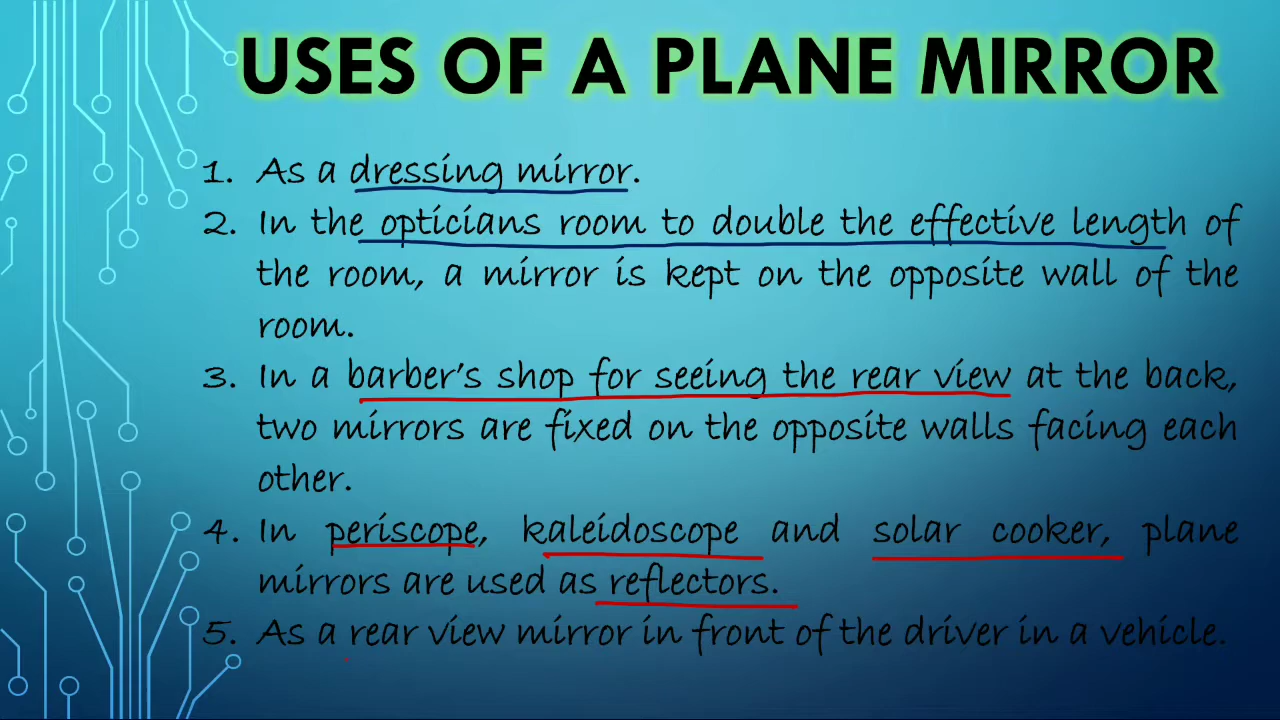 USES OF A PLANE MIRROR
1. As a dressing mirror.
2. In the opticians room to double the effective length of
the room, a mirror is kept on the opposite wall of the
room.
3. In a barber's shop for seeing the rear view at the back,
two mirrors are fixed on the opposite walls facing each
other.
4. In periscope, kaleidoscope and solar cooker, plane
mirrors are used as reflectors.
5. As a rear view mirror in front of the driver in a vehicle.